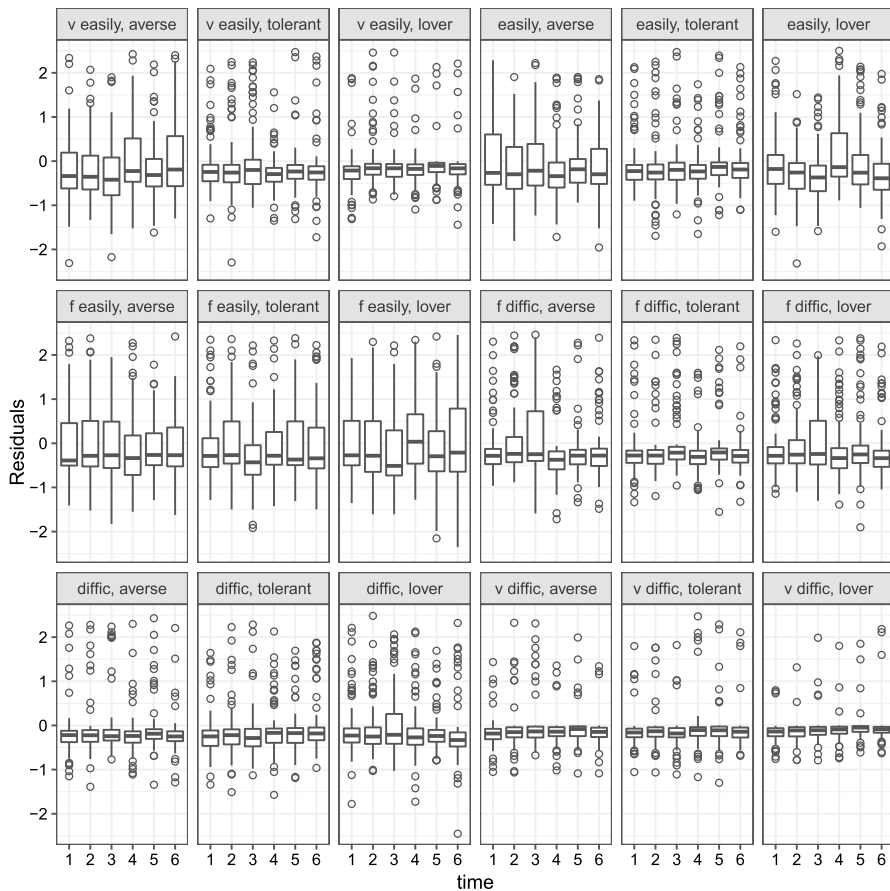 v easily, averse
v easily, tolerant
v easily, lover
easily, averse
easily, tolerant
easily, lover
2
1
0
−1
−2
f easily, averse
f easily, tolerant
f easily, lover
f diffic, averse
f diffic, tolerant
f diffic, lover
2
1
0
−1
−2
Residuals
diffic, averse
diffic, tolerant
diffic, lover
v diffic, averse
v diffic, tolerant
v diffic, lover
2
1
0
−1
−2
1 2 3 4 5 6
1 2 3 4 5 6
1 2 3 4 5 6
1 2 3 4 5 6
1 2 3 4 5 6
1 2 3 4 5 6
time